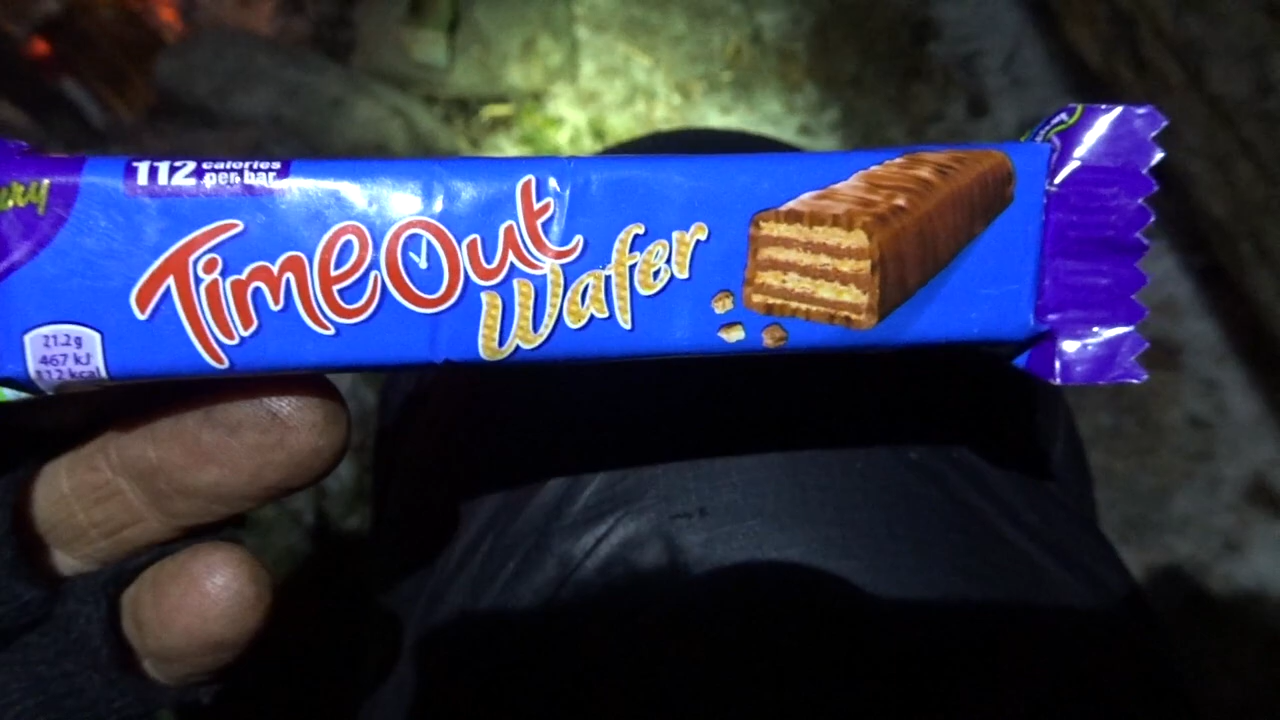 112 calories
per bar
TimeOut
Wafer
21.2g
467 kJ
112 kcal